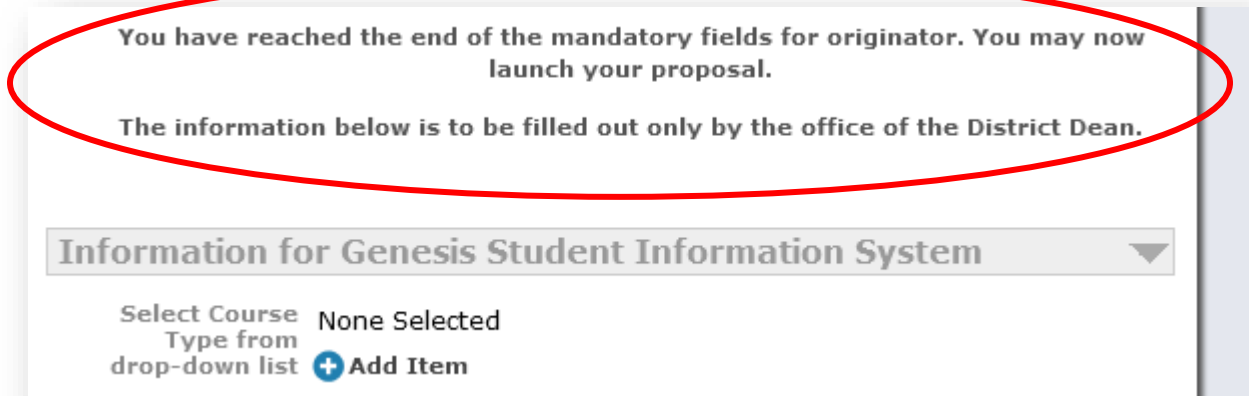 You have reached the end of the mandatory fields for originator. You may now
launch your proposal.
The information below is to be filled out only by the office of the District Dean.
Information for Genesis Student Information System
Select Course
Type from
drop-down list
None Selected
Add Item